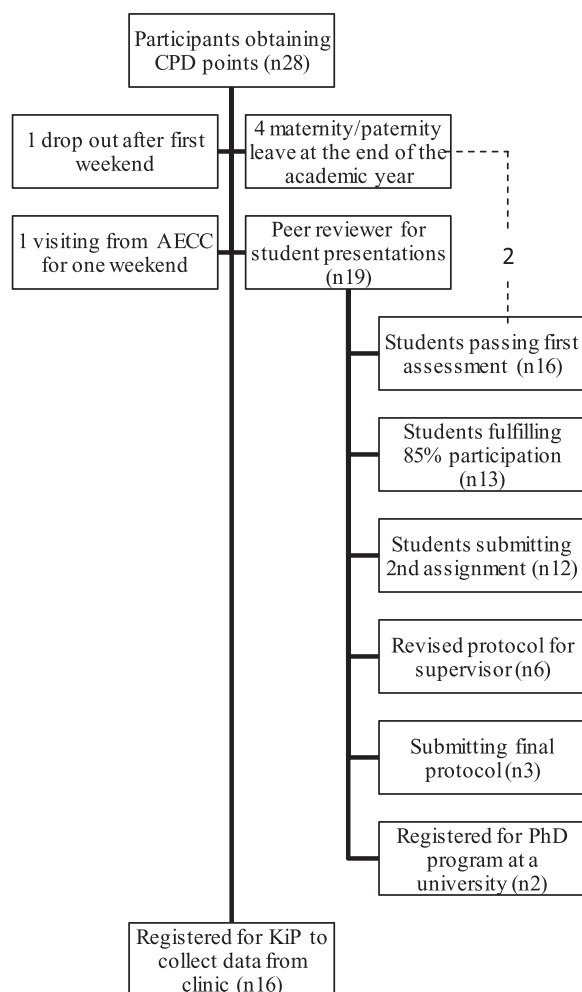 Participants obtaining
CPD points (n28)
1 drop out after first
weekend
4 maternity/paternity
leave at the end of the
academic year
1 visiting from AECC
for one weekend
Peer reviewer for
student presentations
(n19)
2
Students passing first
assessment (n16)
Students fulfilling
85% participation
(n13)
Students submitting
2nd assignment (n12)
Revised protocol for
supervisor (n6)
Submitting final
protocol (n3)
Registered for PhD
program at a
university (n2)
Registered for KiP to
collect data from
clinic (n16)